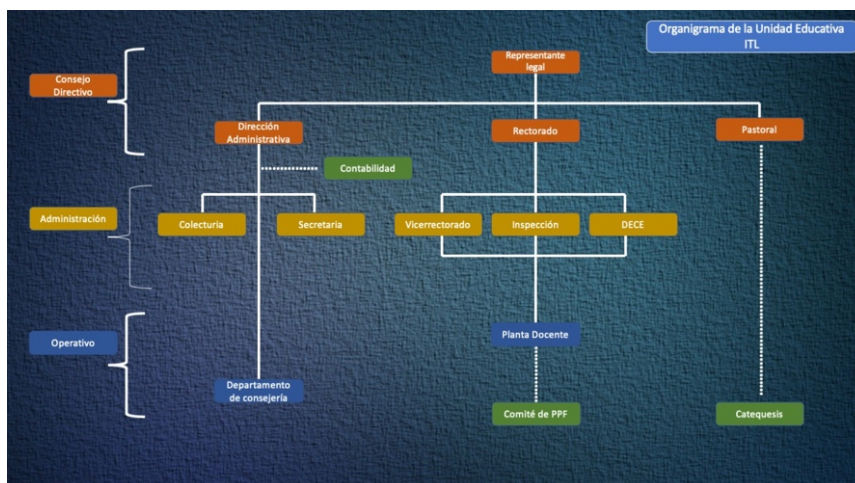 Organigrama de la Unidad Educativa
ITL
Representante
legal
Consejo
Directivo
Dirección
Administrativa
Rectorado
Pastoral
Contabilidad
Administración
Colecturia
Secretaria
Vicerrectorado
Inspección
DECE
Operativo
Planta Docente
Departamento
de consejería
Comité de PPF
Catequesis